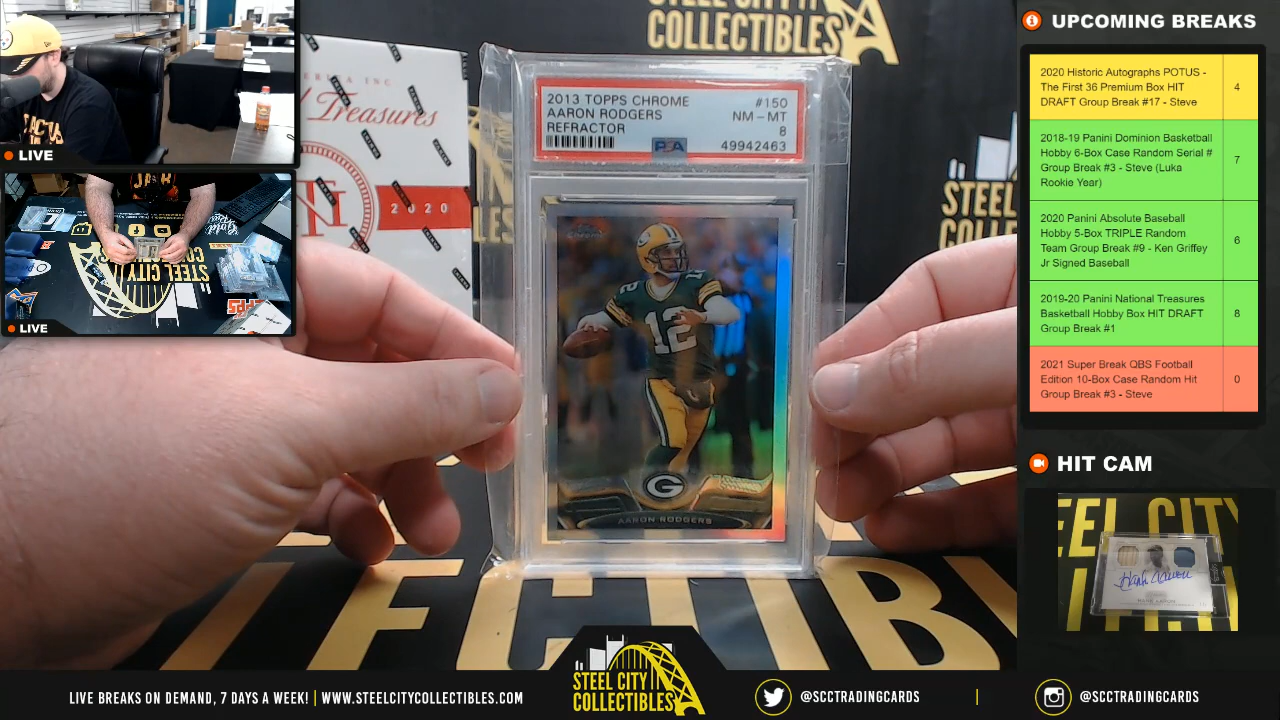 LIVE
LIVE
STEEL CITY
COLLECTIBLES
Treasures
2020
STEEL
2013 TOPPS CHROME
AARON RODGERS
REFRACTOR
#150
NM-MT
8
PSA
49942463
12
G
AARON RODGERS
UPCOMING BREAKS
2020 Historic Autographs POTUS -
The First 36 Premium Box HIT
DRAFT Group Break #17 - Steve
4
2018-19 Panini Dominion Basketball
Hobby 6-Box Case Random Serial #
Group Break #3 - Steve (Luka
Rookie Year)
7
2020 Panini Absolute Baseball
Hobby 5-Box TRIPLE Random
Team Group Break #9 - Ken Griffey
Jr Signed Baseball
6
2019-20 Panini National Treasures
Basketball Hobby Box HIT DRAFT
Group Break #1
8
2021 Super Break QBS Football
Edition 10-Box Case Random Hit
Group Break #3 - Steve
0
HIT CAM
LIVE BREAKS ON DEMAND, 7 DAYS A WEEK! | WWW.STEELCITYCOLLECTIBLES.COM
STEEL CITY
COLLECTIBLES
@SCCTRADINGCARDS
|
@SCCTRADINGCARDS